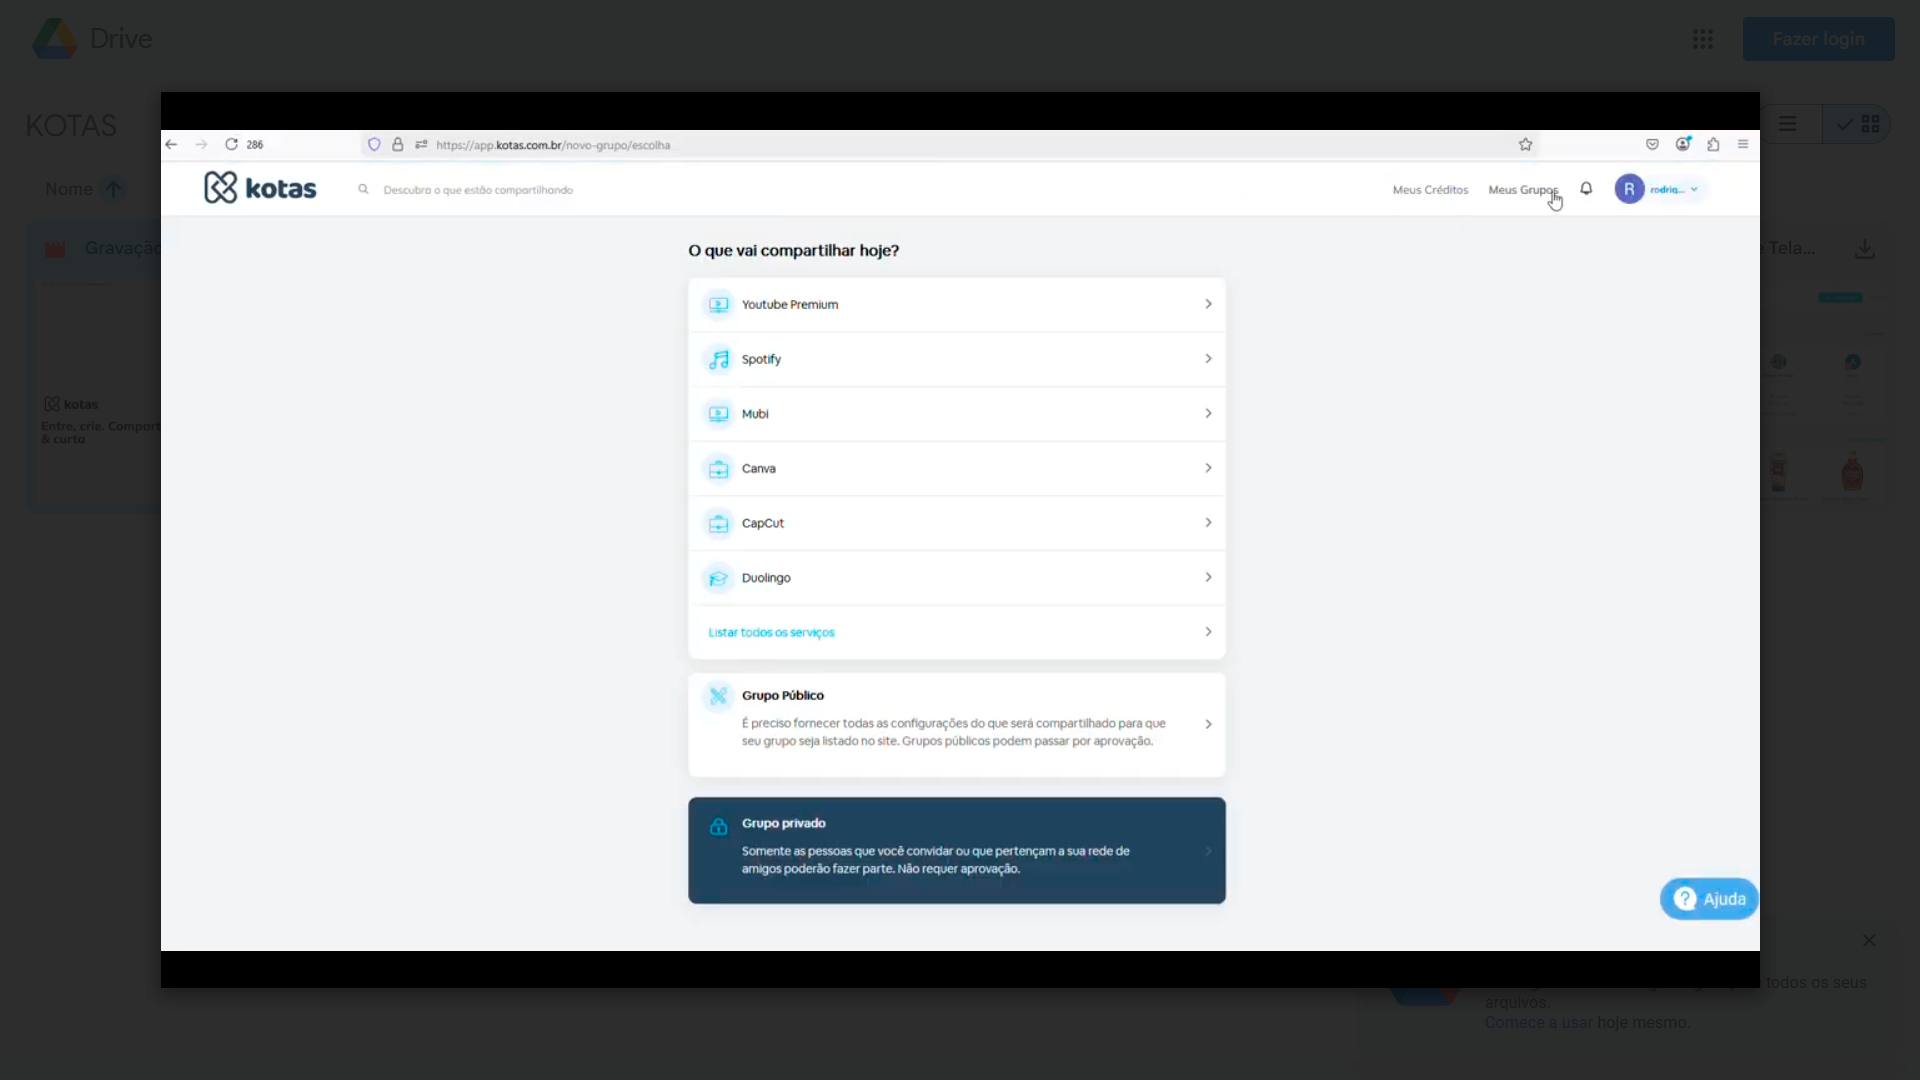 Drive
Fazer login
KOTAS
Nome
Gravação
Tela...
kotas
Entre, crie. Compart
& curta
286
https://app.kotas.com.br/novo-grupo/escolha
kotas
Descubra o que estão compartilhando
Meus Créditos
Meus Grupos
R
rodrig...
O que vai compartilhar hoje?
Youtube Premium
Spotify
Mubi
Canva
CapCut
Duolingo
Listar todos os serviços
Grupo Público
É preciso fornecer todas as configurações do que será compartilhado para que
seu grupo seja listado no site. Grupos públicos podem passar por aprovação.
Grupo privado
Somente as pessoas que você convidar ou que pertençam a sua rede de
amigos poderão fazer parte. Não requer aprovação.
? Ajuda
todos os seus
arquivos.
Comece a usar hoje mesmo.